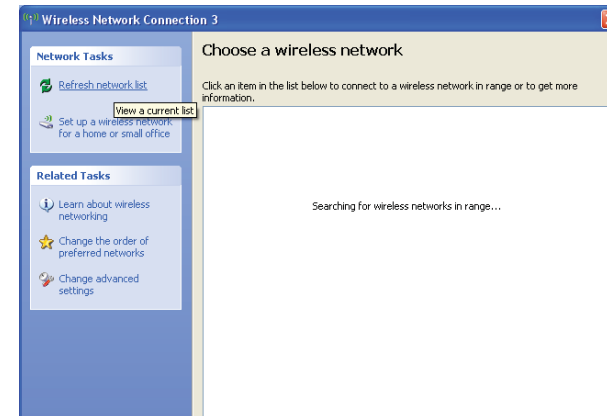 Wireless Network Connection 3
Network Tasks
Refresh network list
View a current list
Set up a wireless network
for a home or small office
Related Tasks
Learn about wireless
networking
Change the order of
preferred networks
Change advanced
settings
Choose a wireless network
Click an item in the list below to connect to a wireless network in range or to get more
information.
Searching for wireless networks in range...